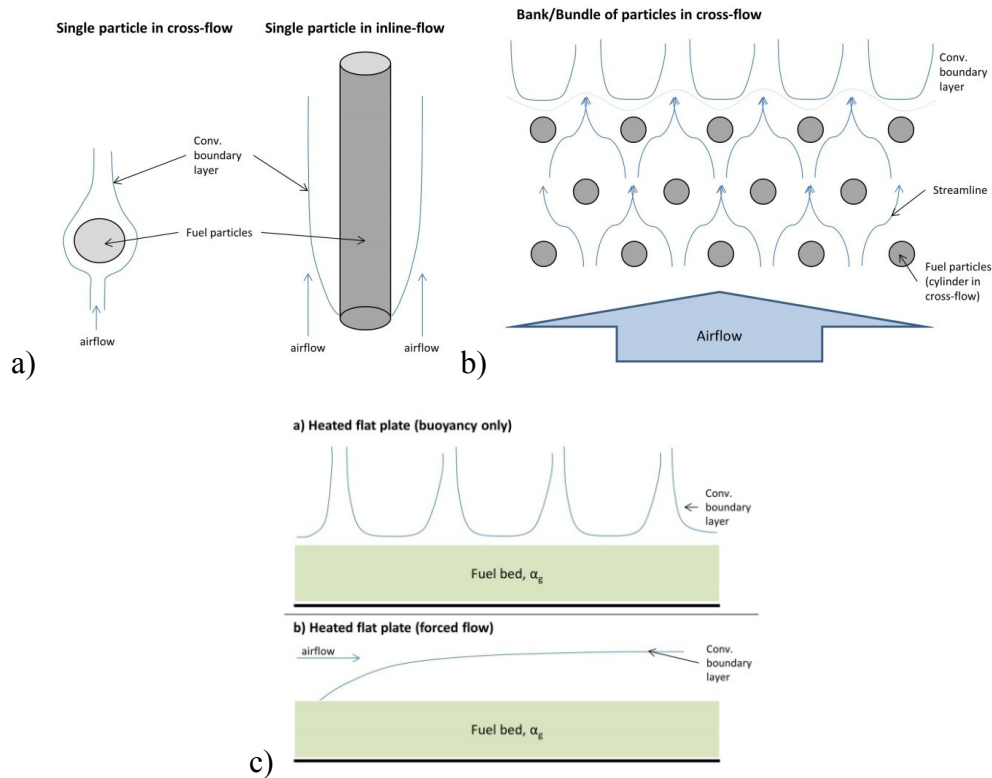 Single particle in cross-flow
Single particle in inline-flow
Conv.
boundary
layer
Fuel particles
airflow
airflow
airflow
a)
Bank/Bundle of particles in cross-flow
Conv.
boundary
layer
Streamline
Fuel particles
(cylinder in
cross-flow)
Airflow
b)
a) Heated flat plate (buoyancy only)
Conv.
boundary
layer
Fuel bed, αg
b) Heated flat plate (forced flow)
airflow
Conv.
boundary
layer
Fuel bed, αg
c)